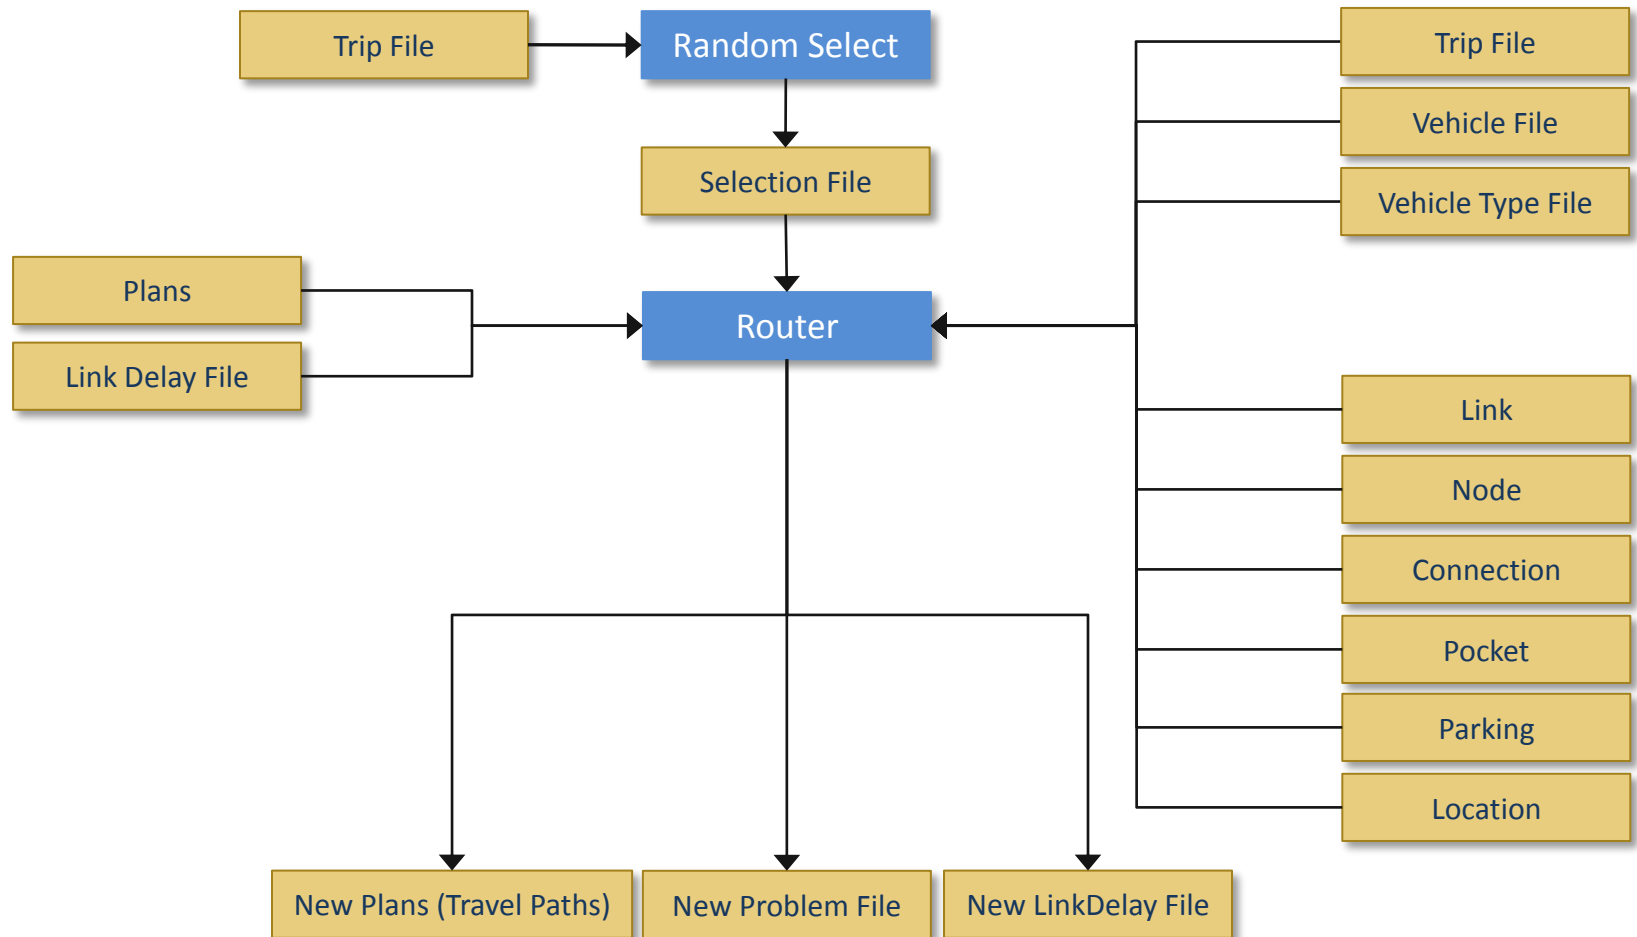 Trip File
Random Select
Trip File
Vehicle File
Selection File
Vehicle Type File
Plans
Router
Link Delay File
Link
Node
Connection
Pocket
Parking
Location
New Plans (Travel Paths)
New Problem File
New LinkDelay File